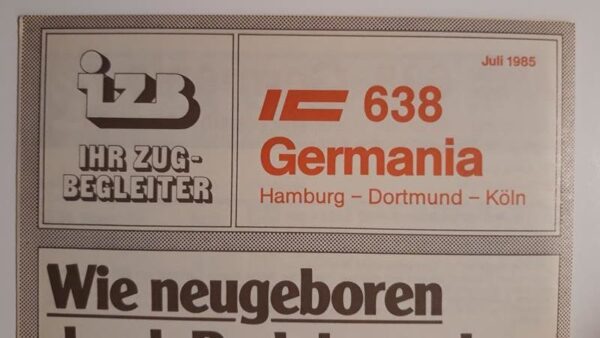 izb
IHR ZUG-
BEGLEITER
Juli 1985
IC 638
Germania
Hamburg – Dortmund – Köln
Wie neugeboren